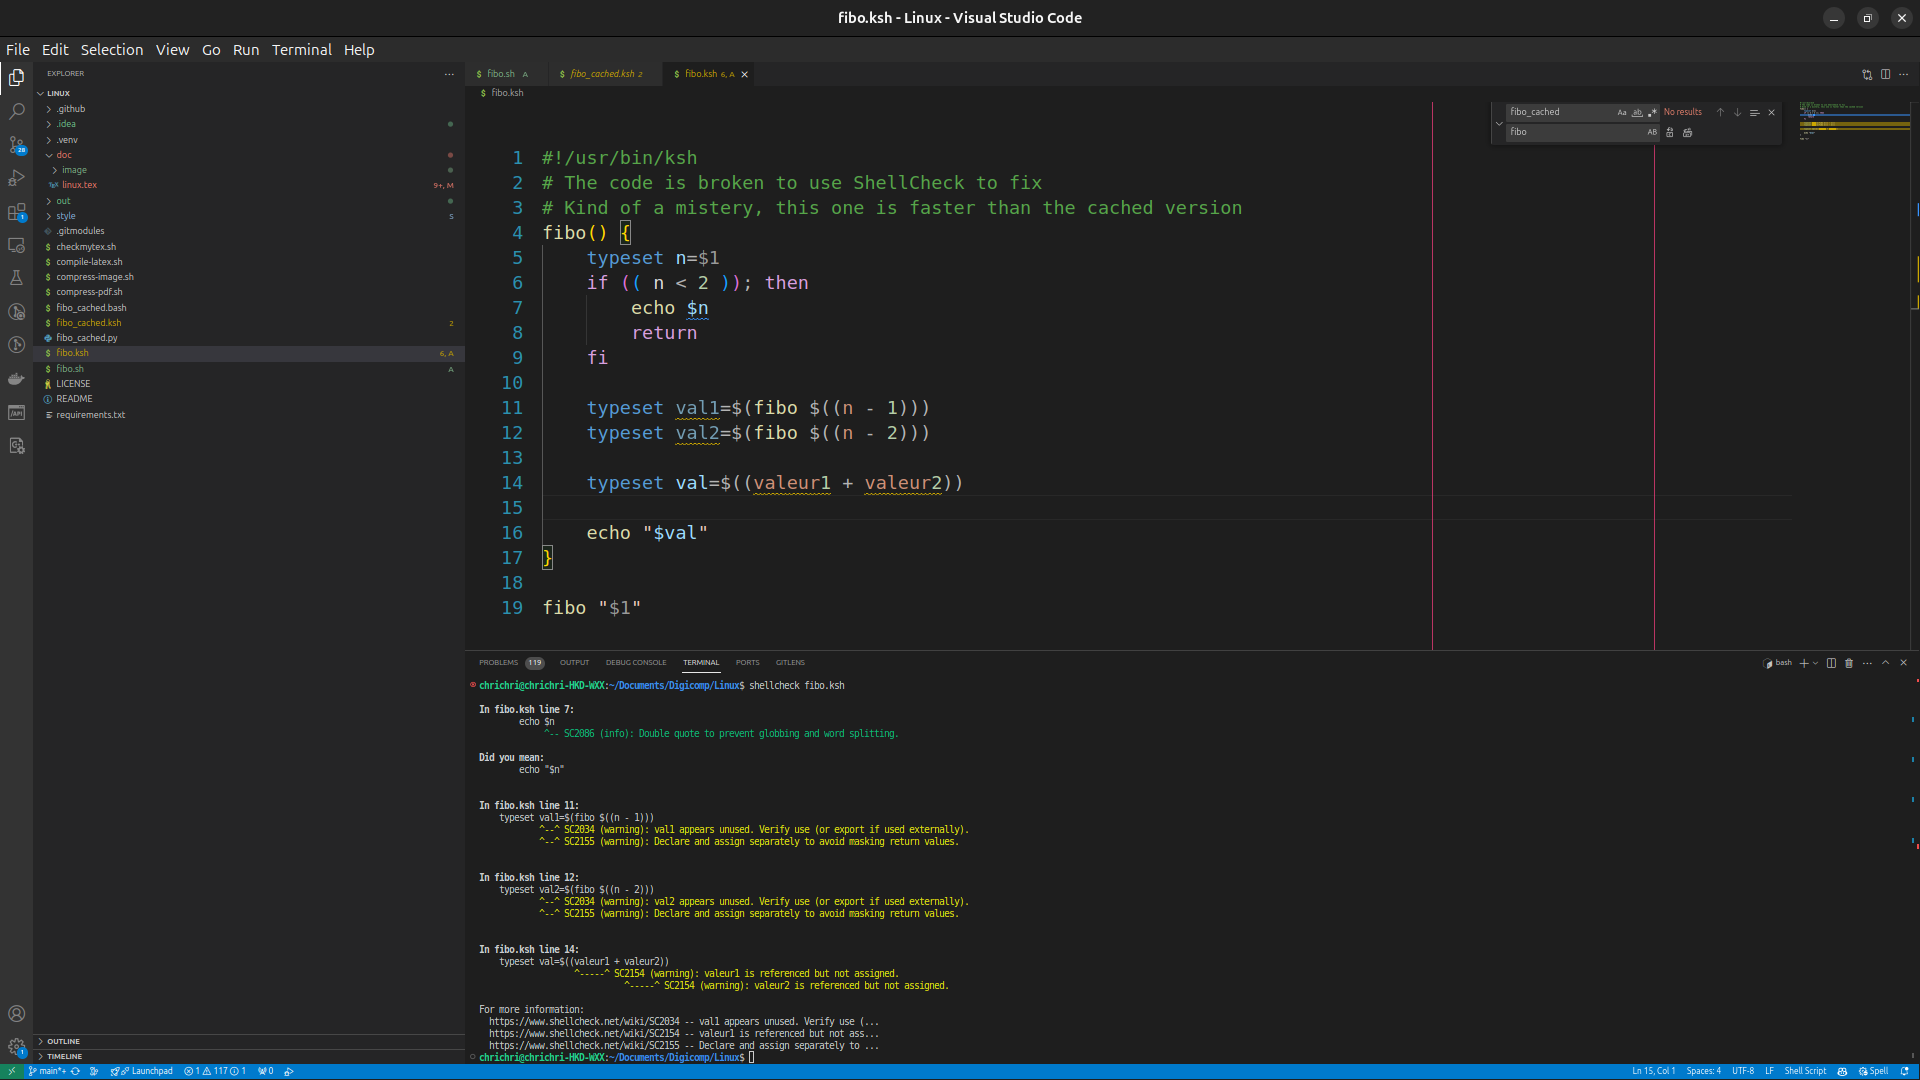 fibo.ksh - Linux - Visual Studio Code
File Edit Selection View Go Run Terminal Help
EXPLORER
LINUX
.github
.idea
.venv
doc
image
linux.tex 9+, M
out
style S
.gitmodules
checkmytex.sh
compile-latex.sh
compress-image.sh
compress-pdf.sh
fibo_cached.bash
fibo_cached.ksh 2
fibo_cached.py
fibo.ksh 6, A
fibo.sh A
LICENSE
README
requirements.txt
OUTLINE
TIMELINE
fibo.sh A fibo_cached.ksh 2 fibo.ksh 6, A
fibo.ksh
fibo_cached Aa ab No results
fibo AB
1 #!/usr/bin/ksh
2 # The code is broken to use ShellCheck to fix
3 # Kind of a mistery, this one is faster than the cached version
4 fibo() {
5 typeset n=$1
6 if (( n < 2 )); then
7 echo $n
8 return
9 fi
10
11 typeset val1=$(fibo $((n - 1)))
12 typeset val2=$(fibo $((n - 2)))
13
14 typeset val=$((valeur1 + valeur2))
15
16 echo "$val"
17 }
18
19 fibo "$1"
PROBLEMS 119 OUTPUT DEBUG CONSOLE TERMINAL PORTS GITLENS
bash
chrichri@chrichri-HKD-WXX:~/Documents/Digicomp/Linux$ shellcheck fibo.ksh
In fibo.ksh line 7:
echo $n
^-- SC2086 (info): Double quote to prevent globbing and word splitting.
Did you mean:
echo "$n"
In fibo.ksh line 11:
typeset val1=$(fibo $((n - 1)))
^--^ SC2034 (warning): val1 appears unused. Verify use (or export if used externally).
^--^ SC2155 (warning): Declare and assign separately to avoid masking return values.
In fibo.ksh line 12:
typeset val2=$(fibo $((n - 2)))
^--^ SC2034 (warning): val2 appears unused. Verify use (or export if used externally).
^--^ SC2155 (warning): Declare and assign separately to avoid masking return values.
In fibo.ksh line 14:
typeset val=$((valeur1 + valeur2))
^-----^ SC2154 (warning): valeur1 is referenced but not assigned.
^-----^ SC2154 (warning): valeur2 is referenced but not assigned.
For more information:
https://www.shellcheck.net/wiki/SC2034 -- val1 appears unused. Verify use (...
https://www.shellcheck.net/wiki/SC2154 -- valeur1 is referenced but not ass...
https://www.shellcheck.net/wiki/SC2155 -- Declare and assign separately to ...
chrichri@chrichri-HKD-WXX:~/Documents/Digicomp/Linux$
main*+ Launchpad 1 117 1 0 Ln 15, Col 1 Spaces: 4 UTF-8 LF Shell Script Spell